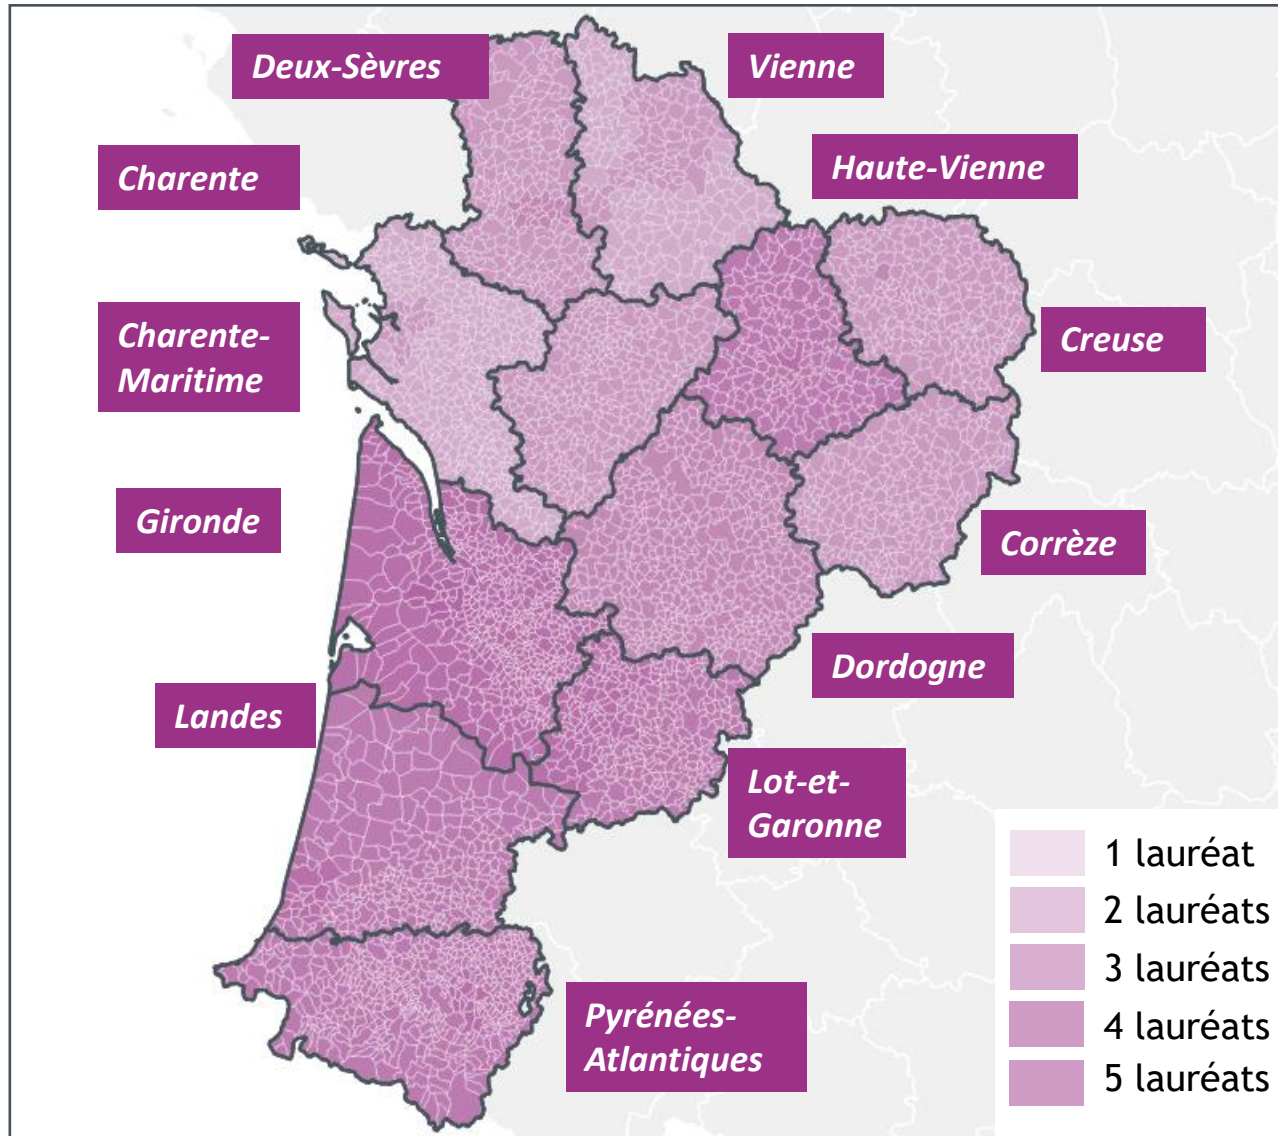 Deux-Sèvres
Vienne
Charente
Haute-Vienne
Charente-
Maritime
Creuse
Gironde
Corrèze
Dordogne
Landes
Lot-et-
Garonne
Pyrénées-
Atlantiques
1 lauréat
2 lauréats
3 lauréats
4 lauréats
5 lauréats